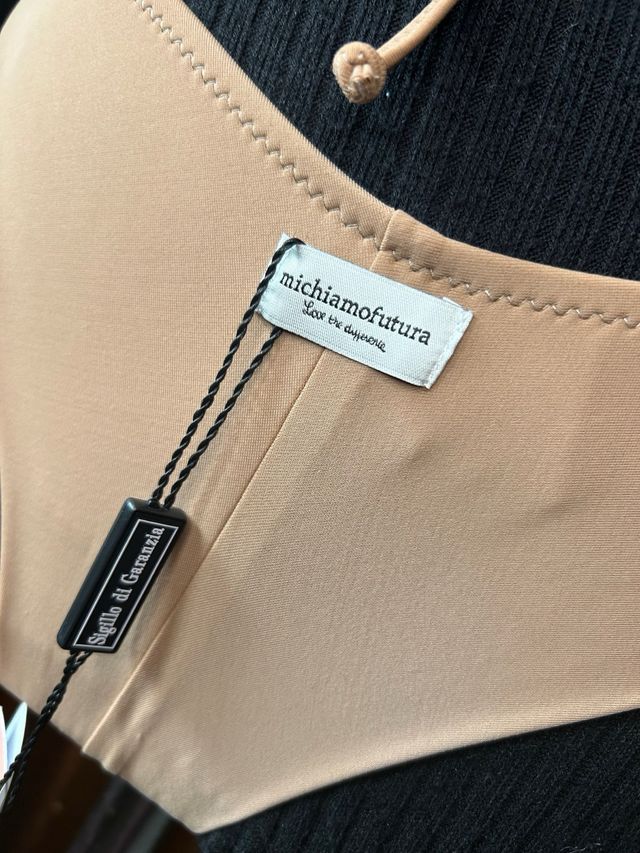 michiamofutura
Love the difference
Sigillo di Garanzia